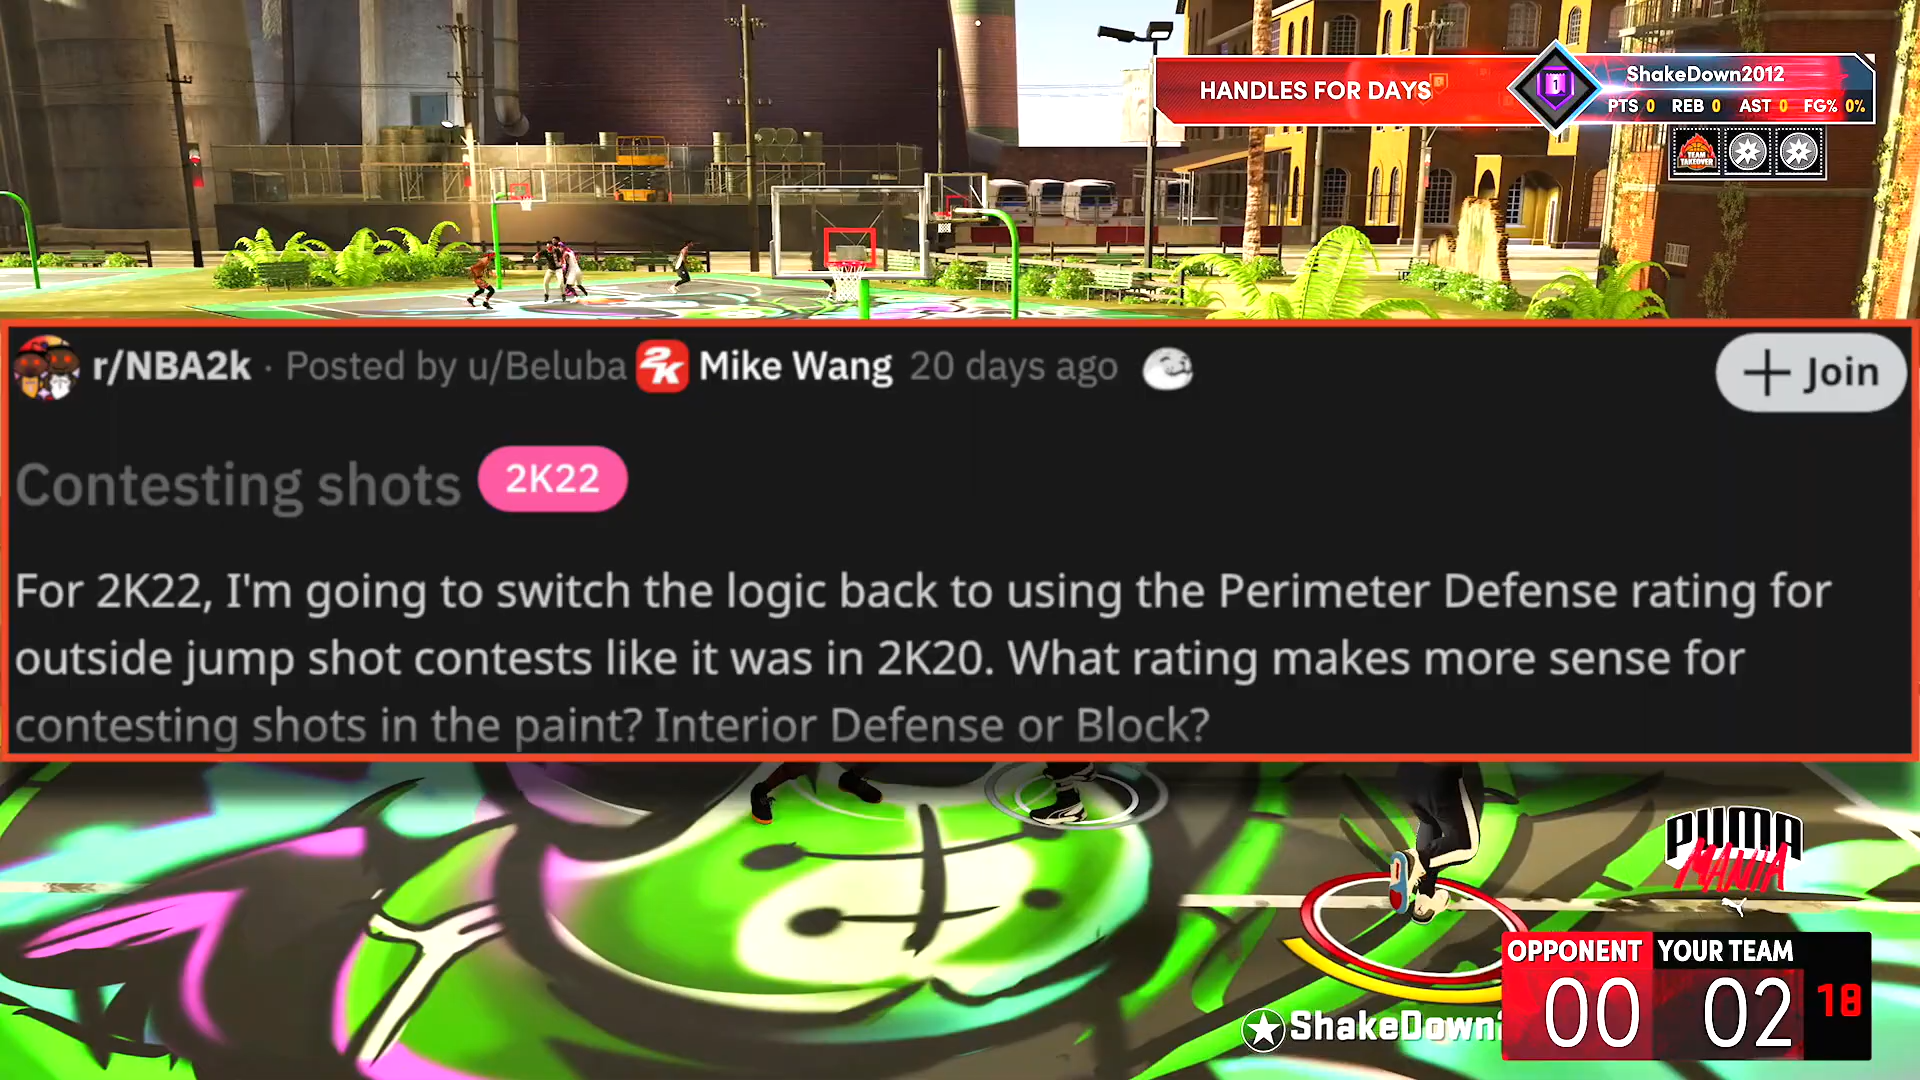 HANDLES FOR DAYS
ShakeDown2012
PTS 0 REB 0 AST 0 FG% 0%
TEAM TAKEOVER
r/NBA2k · Posted by u/Beluba 2K Mike Wang 20 days ago
+ Join
Contesting shots 2K22
For 2K22, I'm going to switch the logic back to using the Perimeter Defense rating for
outside jump shot contests like it was in 2K20. What rating makes more sense for
contesting shots in the paint? Interior Defense or Block?
PUMA
MANIA
OPPONENT YOUR TEAM
00 02 18
ShakeDown